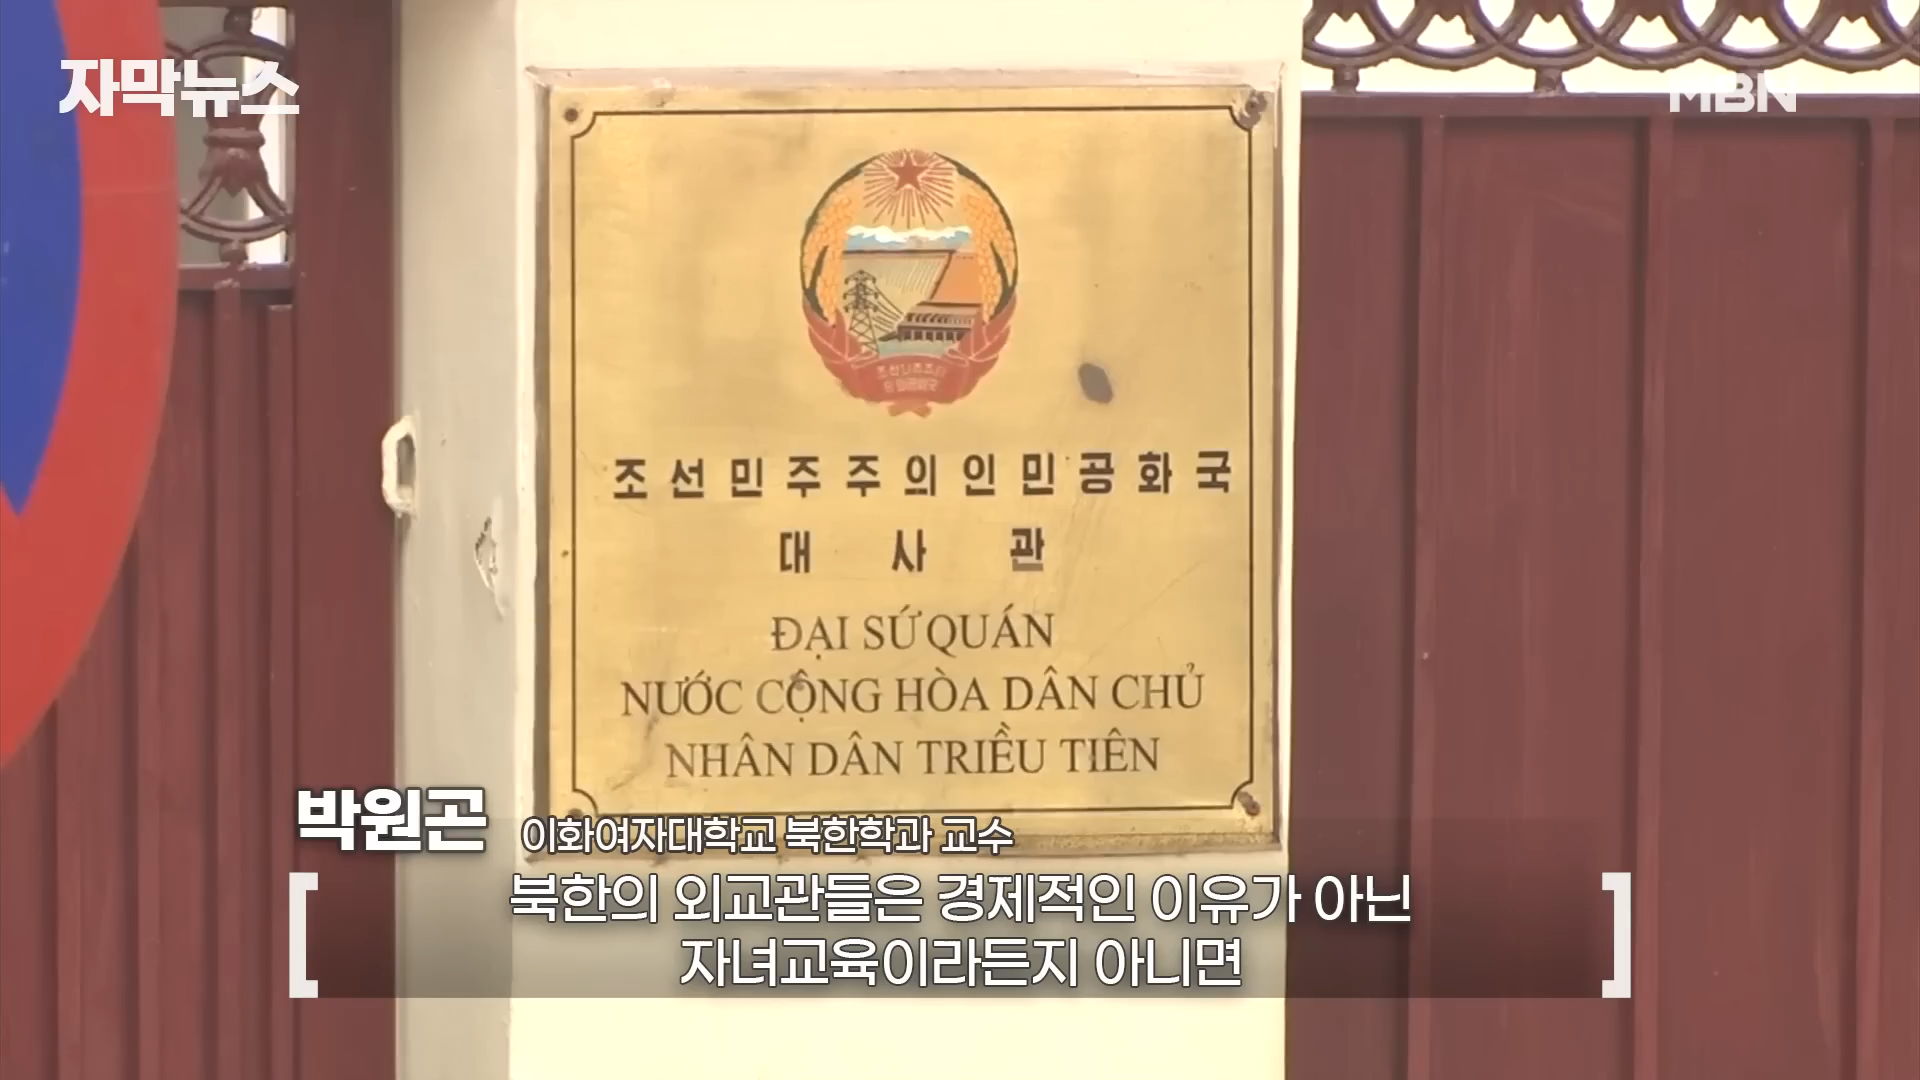 자막뉴스
MBN
조선민주주의인민공화국
대사관
ĐẠI SỨ QUÁN
NƯỚC CỘNG HÒA DÂN CHỦ
NHÂN DÂN TRIỀU TIÊN
박원곤 이화여자대학교 북한학과 교수
북한의 외교관들은 경제적인 이유가 아닌
자녀교육이라든지 아니면